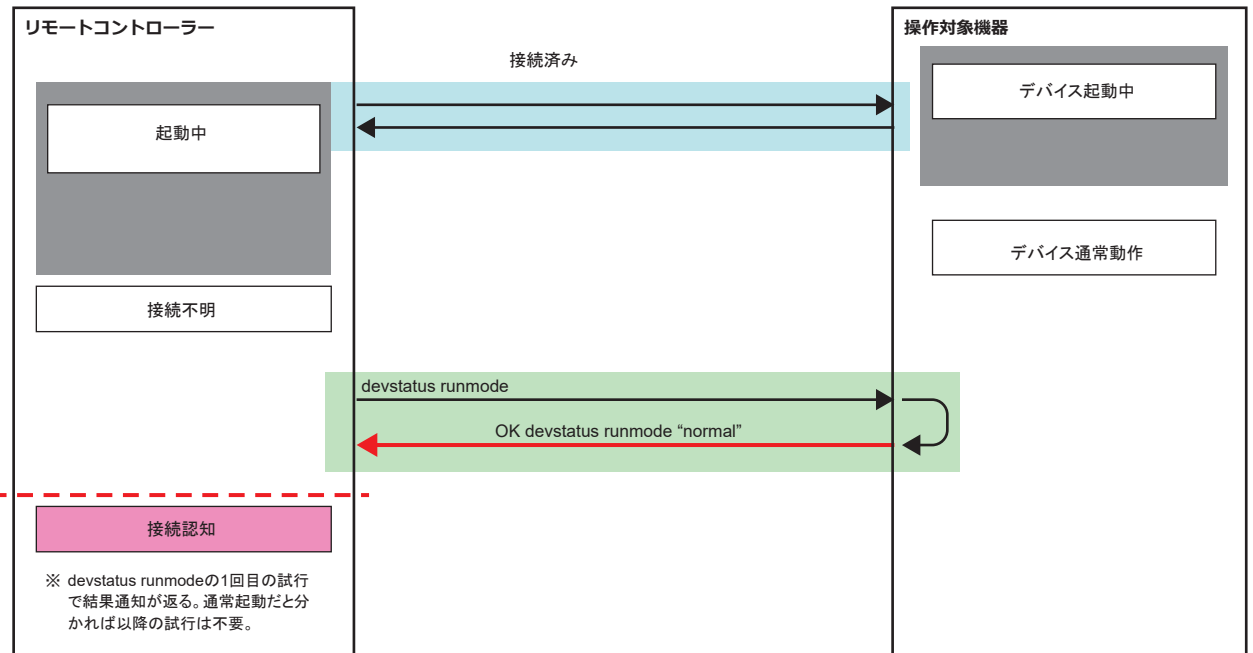 リモートコントローラー
操作対象機器
接続済み
デバイス起動中
起動中
デバイス通常動作
接続不明
devstatus runmode
OK devstatus runmode “normal”
接続認知
※ devstatus runmodeの1回目の試行
で結果通知が返る。通常起動だと分
かれば以降の試行は不要。